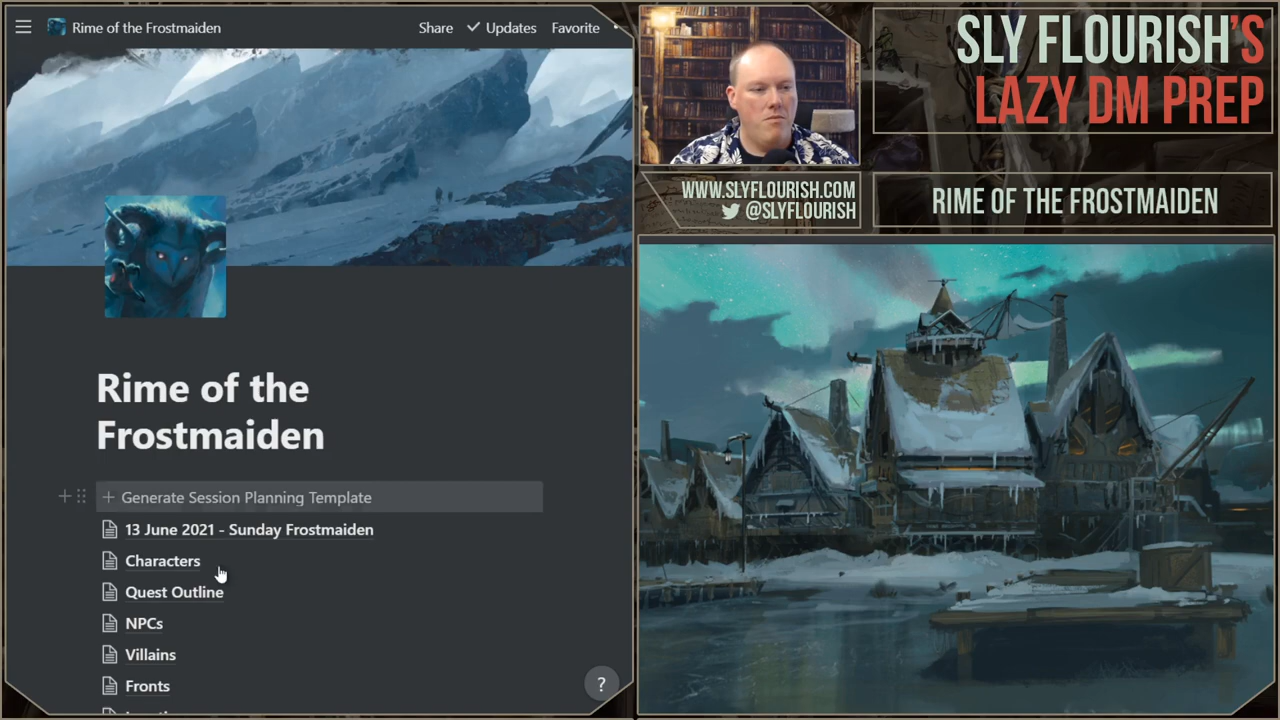 Rime of the Frostmaiden
Share
Updates
Favorite
Rime of the
Frostmaiden
Generate Session Planning Template
13 June 2021 - Sunday Frostmaiden
Characters
Quest Outline
NPCs
Villains
Fronts
?
WWW.SLYFLOURISH.COM
@SLYFLOURISH
SLY FLOURISH'S
LAZY DM PREP
RIME OF THE FROSTMAIDEN